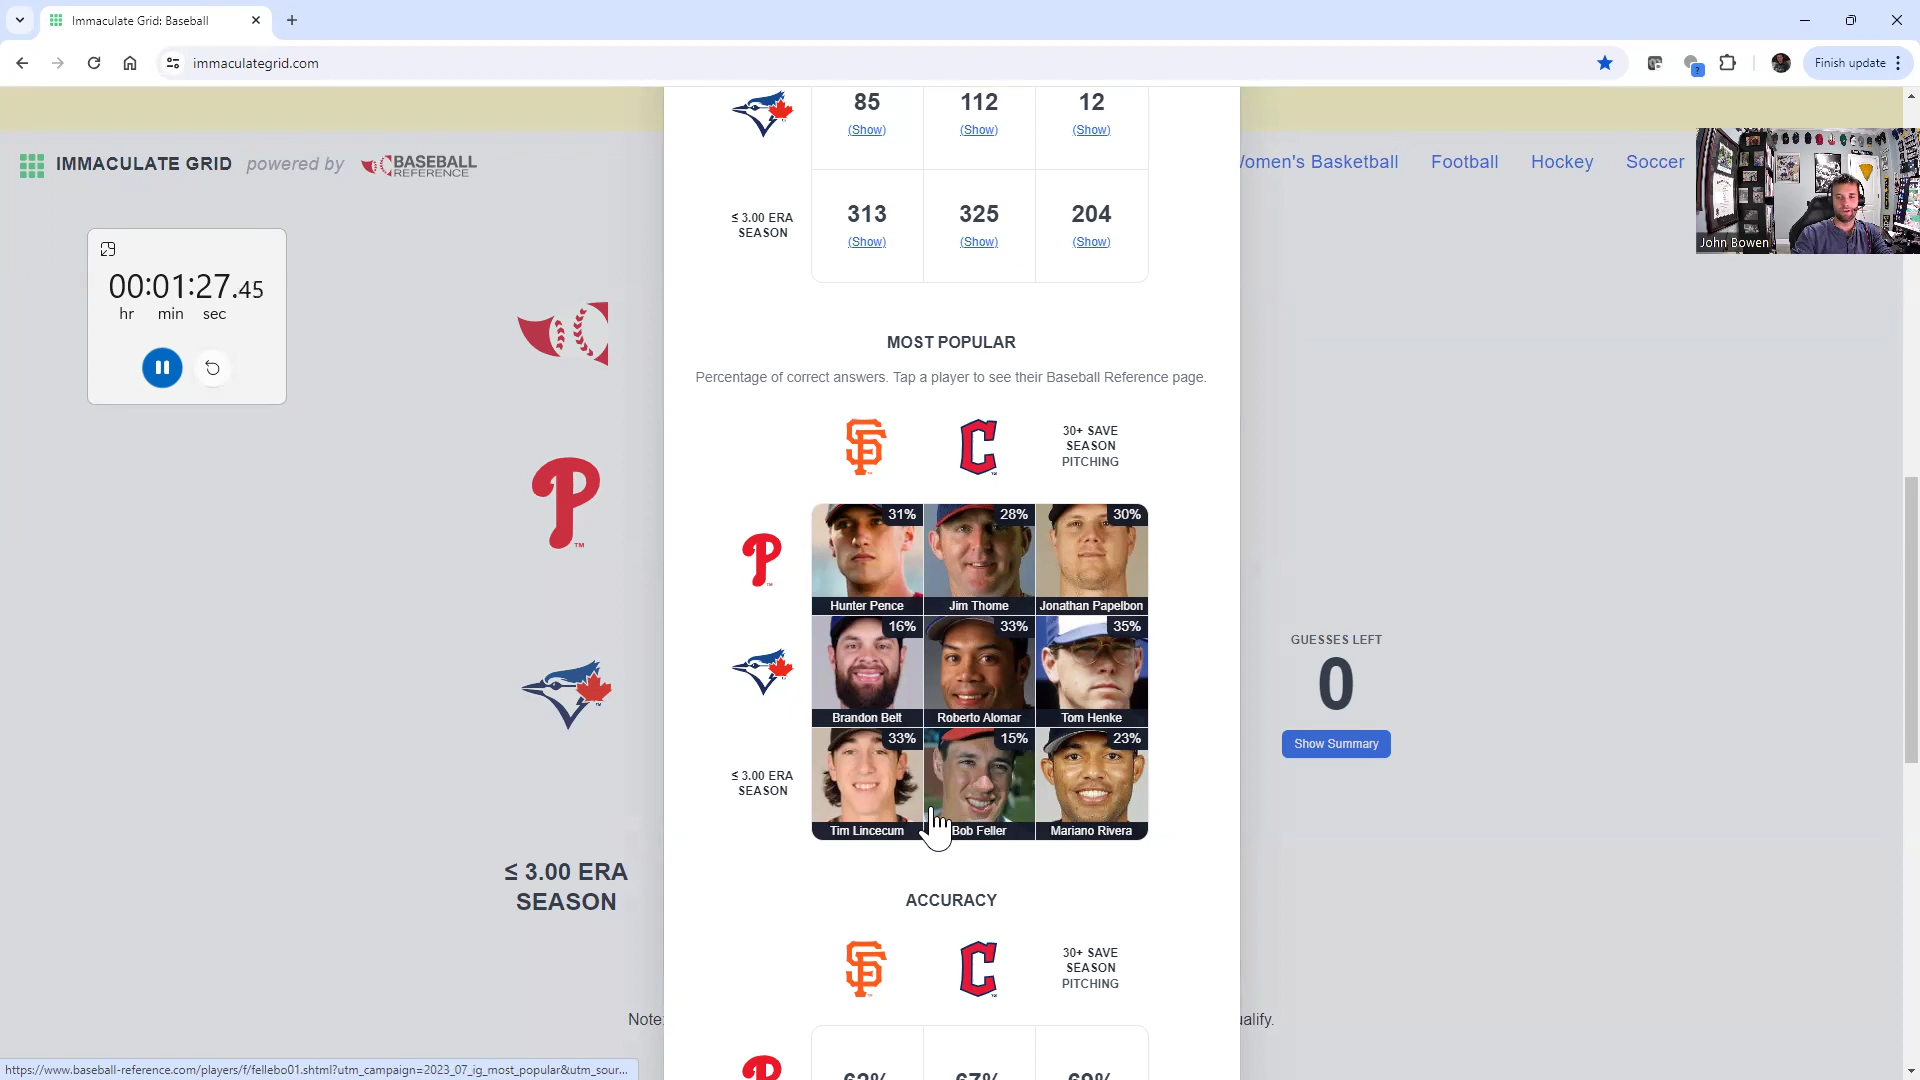 Immaculate Grid: Baseball
immaculategrid.com
Finish update
IMMACULATE GRID powered by BASEBALL REFERENCE
Women's Basketball Football Hockey Soccer
John Bowen
00:01:27.45
hr min sec
85 112 12
(Show) (Show) (Show)
≤ 3.00 ERA SEASON
313 325 204
(Show) (Show) (Show)
MOST POPULAR
Percentage of correct answers. Tap a player to see their Baseball Reference page.
30+ SAVE
SEASON
PITCHING
31% 28% 30%
Hunter Pence Jim Thome Jonathan Papelbon
16% 33% 35%
Brandon Belt Roberto Alomar Tom Henke
33% 15% 23%
≤ 3.00 ERA
SEASON
Tim Lincecum Bob Feller Mariano Rivera
GUESSES LEFT
0
Show Summary
≤ 3.00 ERA
SEASON
ACCURACY
30+ SAVE
SEASON
PITCHING
Note: ualify.
https://www.baseball-reference.com/players/f/fellebo01.shtml?utm_campaign=2023_07_ig_most_popular&utm_sour...